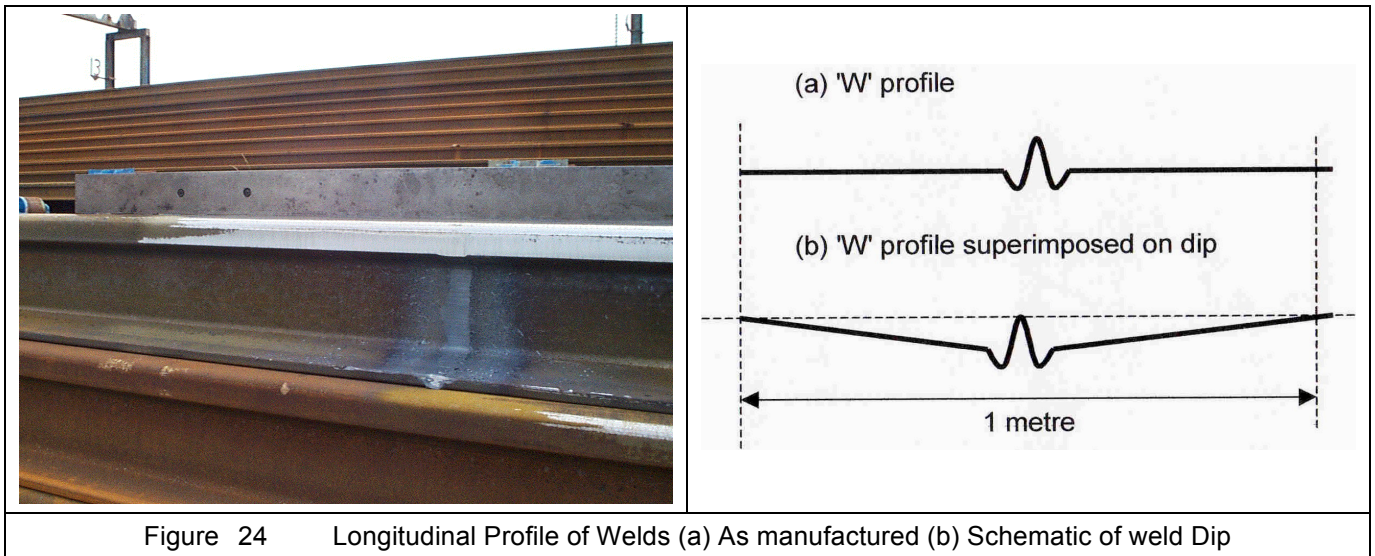 (a) 'W' profile
(b) 'W' profile superimposed on dip
1 metre
Figure 24 Longitudinal Profile of Welds (a) As manufactured (b) Schematic of weld Dip